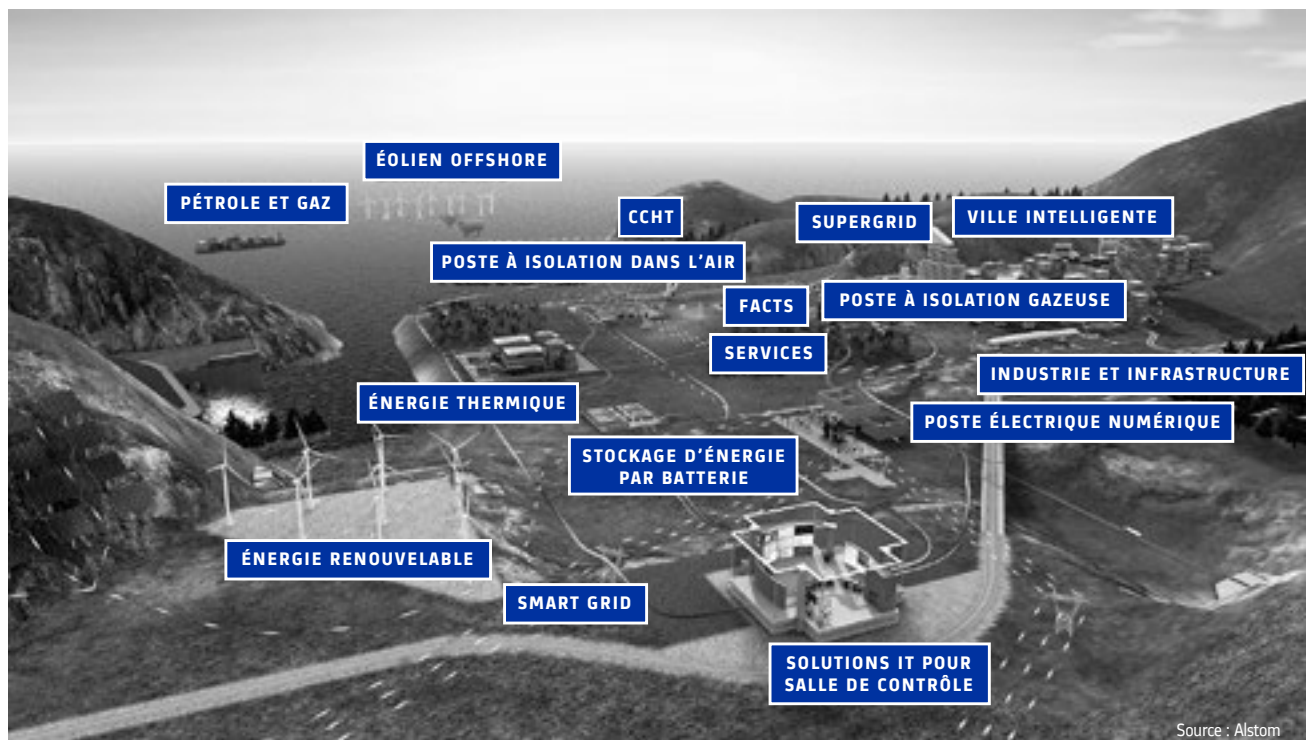 ÉOLIEN OFFSHORE
PÉTROLE ET GAZ
CCHT
SUPERGRID
VILLE INTELLIGENTE
POSTE À ISOLATION DANS L'AIR
FACTS
POSTE À ISOLATION GAZEUSE
SERVICES
INDUSTRIE ET INFRASTRUCTURE
ÉNERGIE THERMIQUE
POSTE ÉLECTRIQUE NUMÉRIQUE
STOCKAGE D'ÉNERGIE
PAR BATTERIE
ÉNERGIE RENOUVELABLE
SMART GRID
SOLUTIONS IT POUR
SALLE DE CONTRÔLE
Source : Alstom